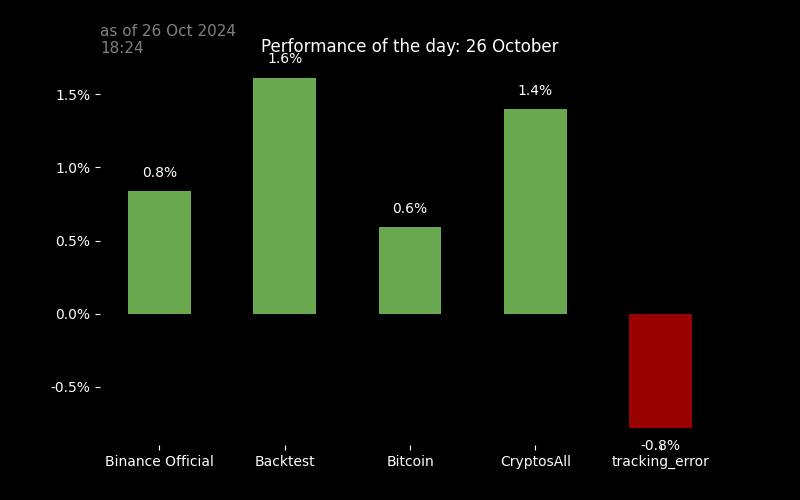 as of 26 Oct 2024
18:24
Performance of the day: 26 October
1.6%
1.5%
1.4%
1.0%
0.8%
0.6%
0.5%
0.0%
-0.5%
-0.8%
Binance Official
Backtest
Bitcoin
CryptosAll
tracking_error